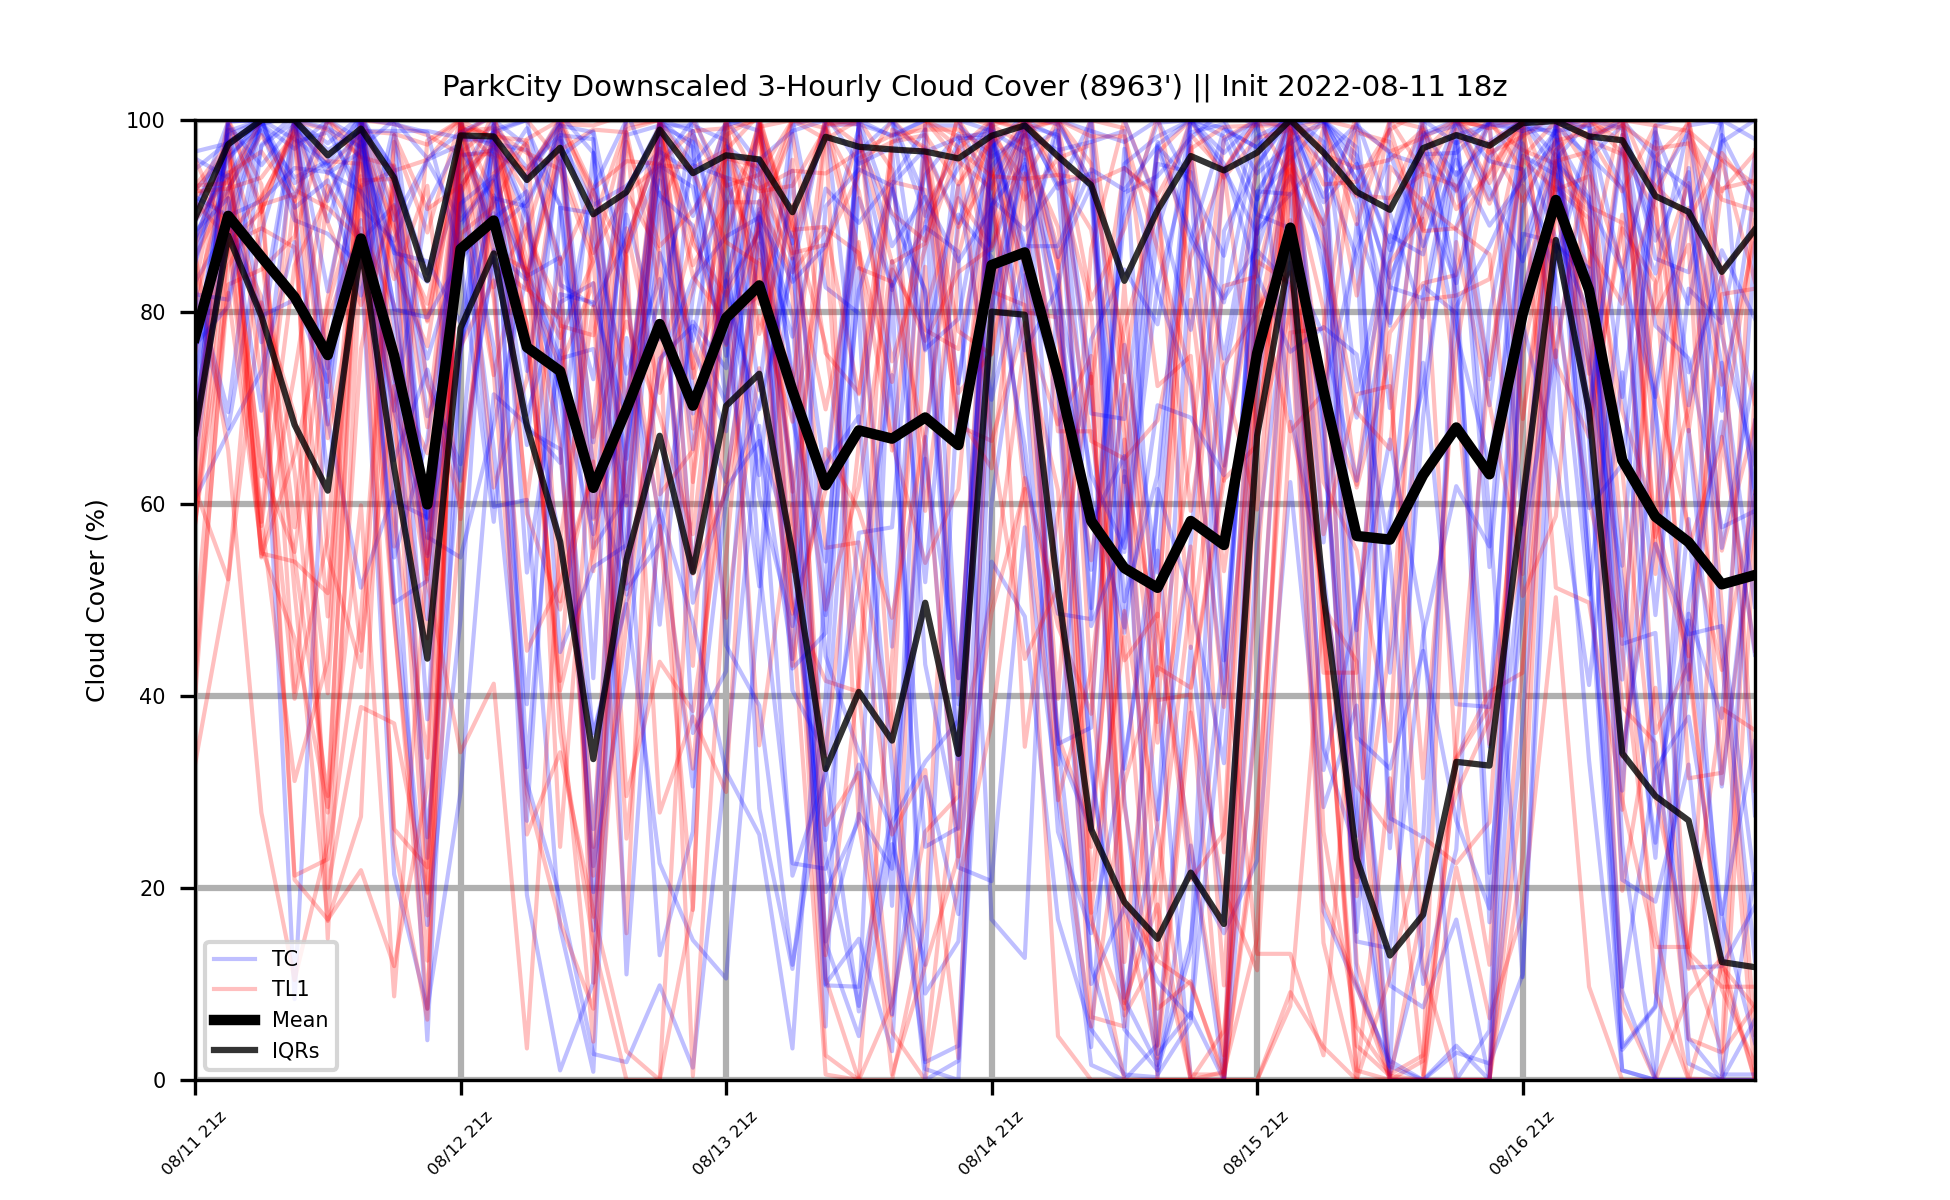 ParkCity Downscaled 3-Hourly Cloud Cover (8963') || Init 2022-08-11 18z
Cloud Cover (%)
100
80
60
40
20
0
TC
TL1
Mean
IQRs
08/11 21z
08/12 21z
08/13 21z
08/14 21z
08/15 21z
08/16 21z